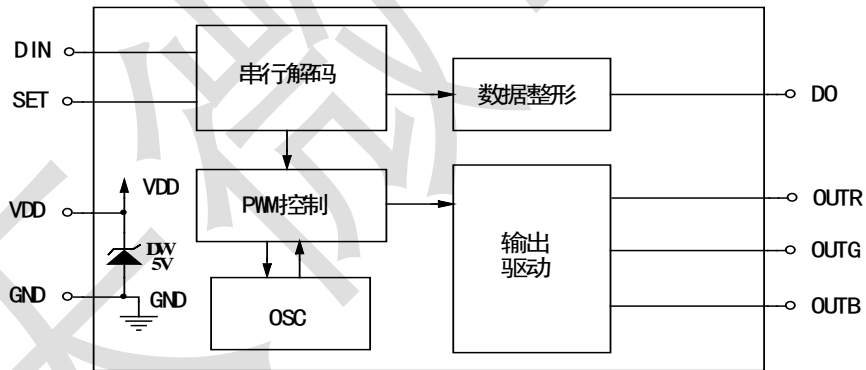 DIN
串行解码
数据整形
DO
SET
VDD
VDD
PWM控制
输出
驱动
OUTR
DW
5V
OUTG
GND
GND
OSC
OUTB